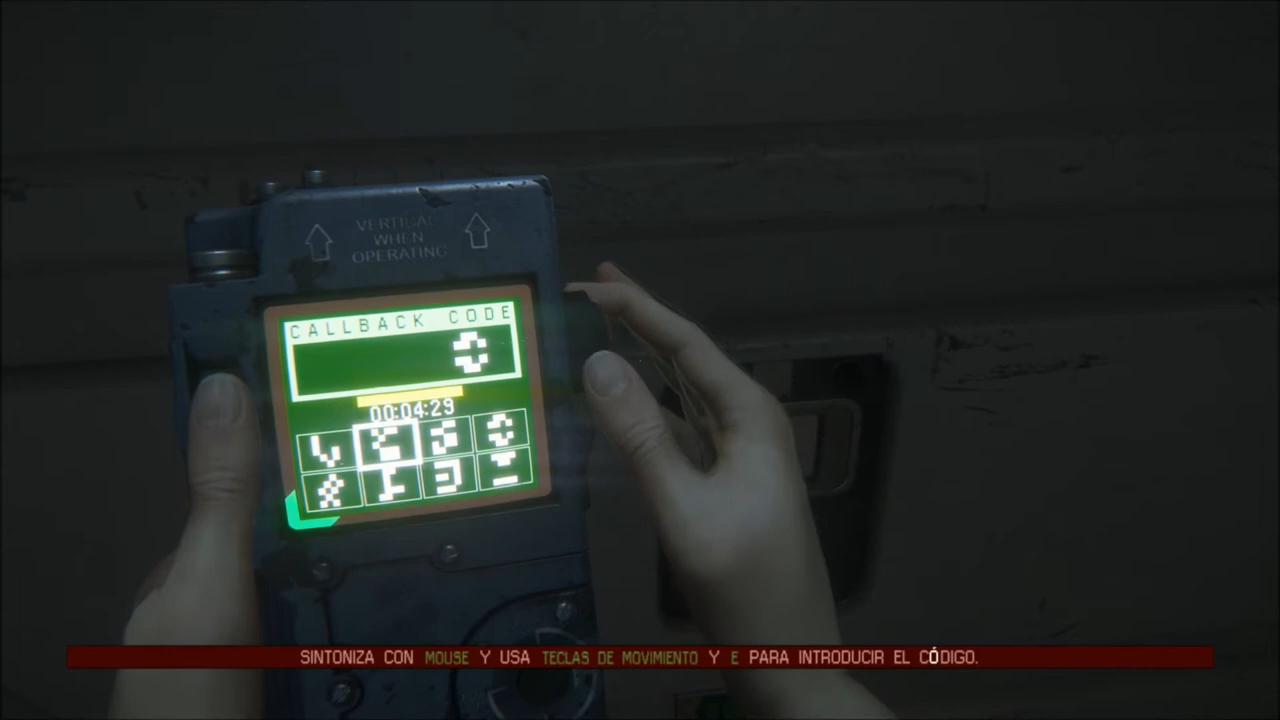 VERTICAL
WHEN
OPERATING
CALLBACK CODE
00:04:29
SINTONIZA CON MOUSE Y USA TECLAS DE MOVIMIENTO Y E PARA INTRODUCIR EL CÓDIGO.